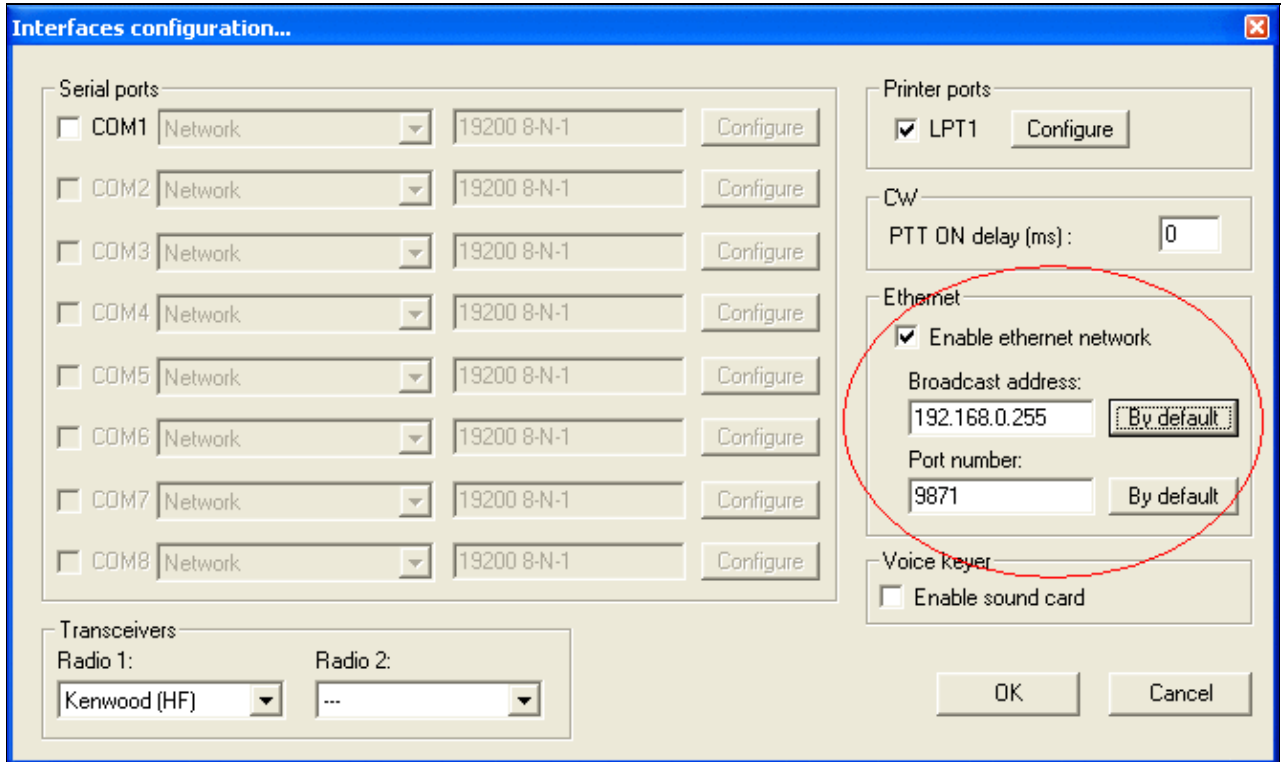 Interfaces configuration...
Serial ports
COM1 Network 19200 8-N-1 Configure
COM2 Network 19200 8-N-1 Configure
COM3 Network 19200 8-N-1 Configure
COM4 Network 19200 8-N-1 Configure
COM5 Network 19200 8-N-1 Configure
COM6 Network 19200 8-N-1 Configure
COM7 Network 19200 8-N-1 Configure
COM8 Network 19200 8-N-1 Configure
Transceivers
Radio 1: Radio 2:
Kenwood (HF) ---
Printer ports
LPT1 Configure
CW
PTT ON delay (ms) : 0
Ethernet
Enable ethernet network
Broadcast address:
192.168.0.255 By default
Port number:
9871 By default
Voice keyer
Enable sound card
OK Cancel